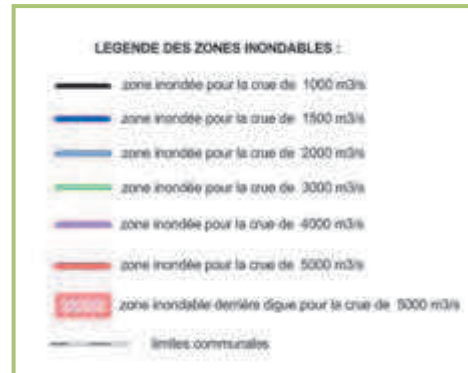 LEGENDE DES ZONES INONDABLES :
zone inondée pour la crue de 1000 m3/s
zone inondée pour la crue de 1500 m3/s
zone inondée pour la crue de 2000 m3/s
zone inondée pour la crue de 3000 m3/s
zone inondée pour la crue de 4000 m3/s
zone inondée pour la crue de 5000 m3/s
zone inondable derrière digue pour la crue de 5000 m3/s
limites communales